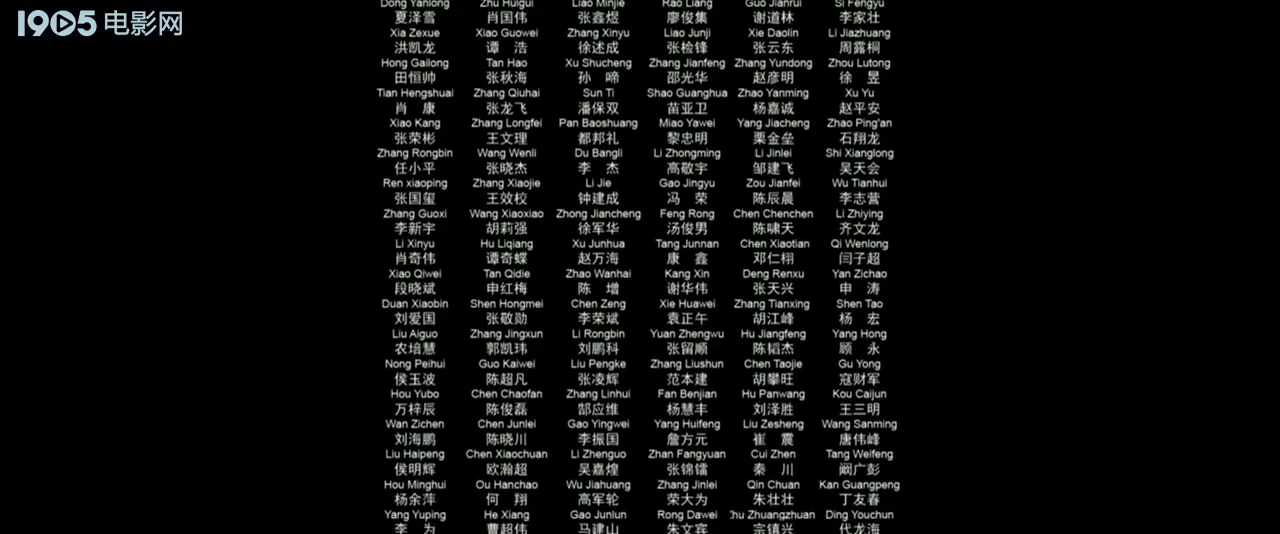 1905电影网
Dong Yanlong Zhu Huigui Liao Minjie Rao Liang Guo Jianrui Si Fengyu
夏泽雪 肖国伟 张鑫煜 廖俊集 谢道林 李家壮
Xia Zexue Xiao Guowei Zhang Xinyu Liao Junji Xie Daolin Li Jiazhuang
洪凯龙 谭 浩 徐述成 张检锋 张云东 周露桐
Hong Gailong Tan Hao Xu Shucheng Zhang Jianfeng Zhang Yundong Zhou Lutong
田恒帅 张秋海 孙 啼 邵光华 赵彦明 徐 昱
Tian Hengshuai Zhang Qiuhai Sun Ti Shao Guanghua Zhao Yanming Xu Yu
肖 康 张龙飞 潘保双 苗亚卫 杨嘉诚 赵平安
Xiao Kang Zhang Longfei Pan Baoshuang Miao Yawei Yang Jiacheng Zhao Ping'an
张荣彬 王文理 都邦礼 黎忠明 栗金垒 石翔龙
Zhang Rongbin Wang Wenli Du Bangli Li Zhongming Li Jinlei Shi Xianglong
任小平 张晓杰 李 杰 高敬宇 邹建飞 吴天会
Ren xiaoping Zhang Xiaojie Li Jie Gao Jingyu Zou Jianfei Wu Tianhui
张国玺 王效校 钟建成 冯 荣 陈辰晨 李志营
Zhang Guoxi Wang Xiaoxiao Zhong Jiancheng Feng Rong Chen Chenchen Li Zhiying
李新宇 胡莉强 徐军华 汤俊男 陈啸天 齐文龙
Li Xinyu Hu Liqiang Xu Junhua Tang Junnan Chen Xiaotian Qi Wenlong
肖奇伟 谭奇蝶 赵万海 康 鑫 邓仁栩 闫子超
Xiao Qiwei Tan Qidie Zhao Wanhai Kang Xin Deng Renxu Yan Zichao
段晓斌 申红梅 陈 增 谢华伟 张天兴 申 涛
Duan Xiaobin Shen Hongmei Chen Zeng Xie Huawei Zhang Tianxing Shen Tao
刘爱国 张敬勋 李荣斌 袁正午 胡江峰 杨 宏
Liu Aiguo Zhang Jingxun Li Rongbin Yuan Zhengwu Hu Jiangfeng Yang Hong
农培慧 郭凯玮 刘鹏科 张留顺 陈韬杰 顾 永
Nong Peihui Guo Kaiwei Liu Pengke Zhang Liushun Chen Taojie Gu Yong
侯玉波 陈超凡 张凌辉 范本建 胡攀旺 寇财军
Hou Yubo Chen Chaofan Zhang Linhui Fan Benjian Hu Panwang Kou Caijun
万梓辰 陈俊磊 郜应维 杨慧丰 刘泽胜 王三明
Wan Zichen Chen Junlei Gao Yingwei Yang Huifeng Liu Zesheng Wang Sanming
刘海鹏 陈晓川 李振国 詹方元 崔 震 唐伟峰
Liu Haipeng Chen Xiaochuan Li Zhenguo Zhan Fangyuan Cui Zhen Tang Weifeng
侯明辉 欧瀚超 吴嘉煌 张锦镭 秦 川 阚广彭
Hou Minghui Ou Hanchao Wu Jiahuang Zhang Jinlei Qin Chuan Kan Guangpeng
杨余萍 何 翔 高军轮 荣大为 朱壮壮 丁友春
Yang Yuping He Xiang Gao Junlun Rong Dawei Zhu Zhuangzhuan Ding Youchun
李 为 曹超伟 马建山 朱文宾 宗镇兴 代龙海